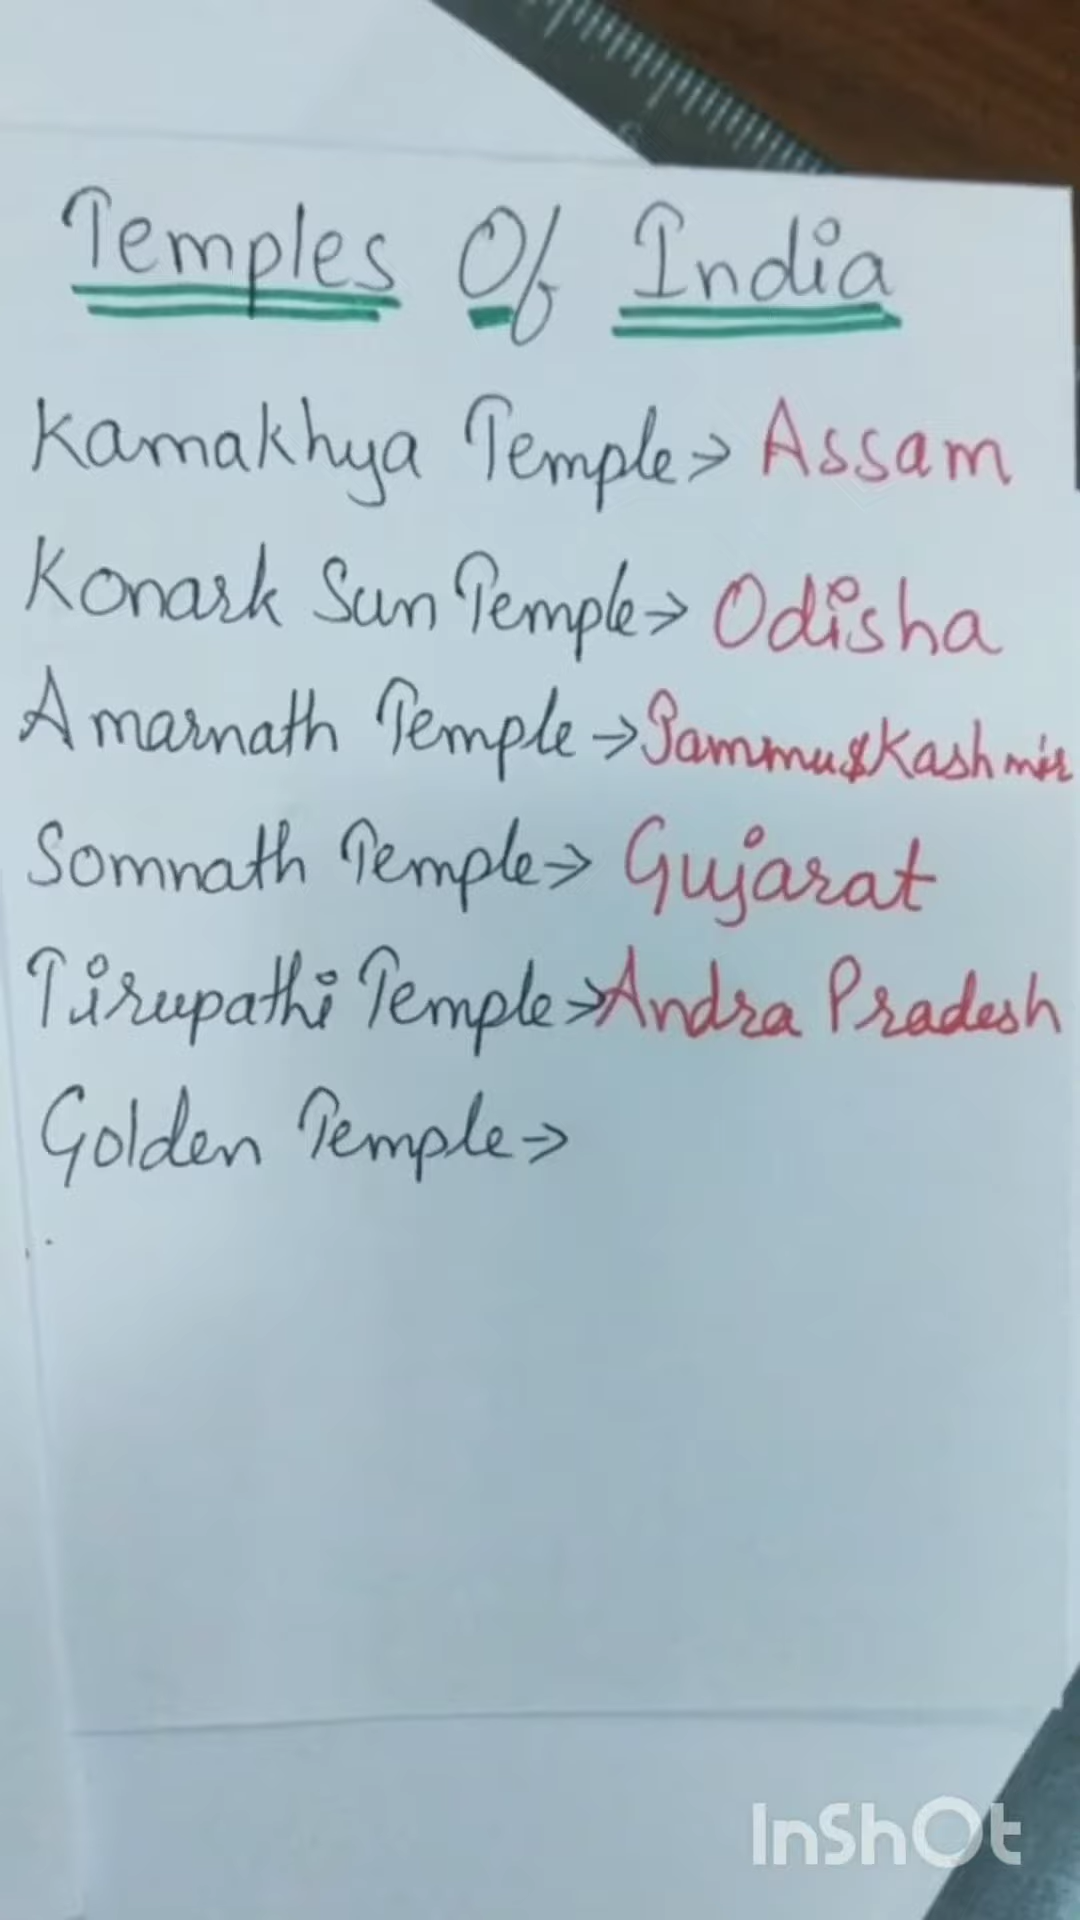 Temples Of India
Kamakhya Temple → Assam
Konark Sun Temple → Odisha
Amarnath Temple → Jammu & Kashmir
Somnath Temple → Gujarat
Tirupathi Temple → Andra Pradesh
Golden Temple →
InShOt